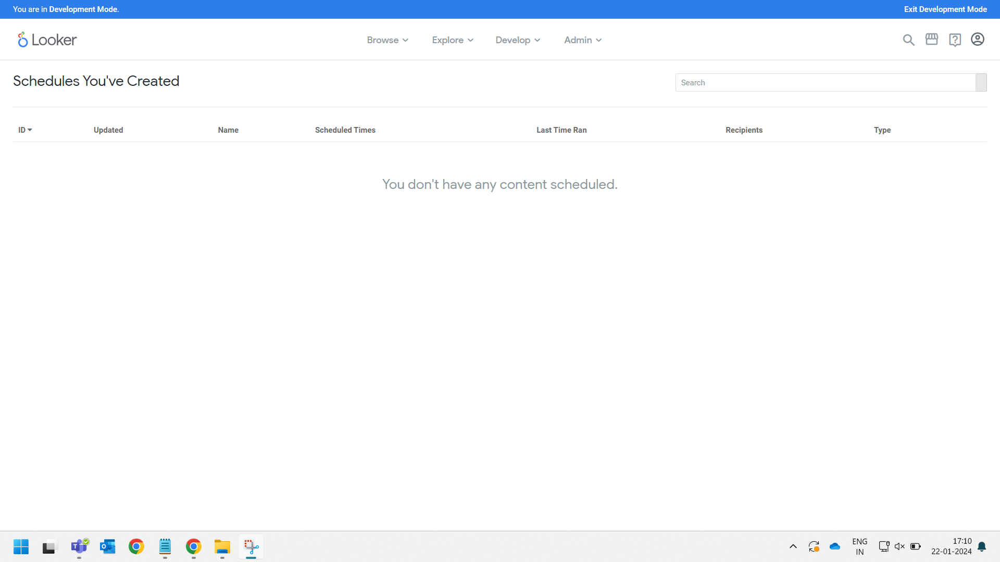 You are in Development Mode.
Exit Development Mode
Looker
Browse
Explore
Develop
Admin
Schedules You've Created
Search
ID
Updated
Name
Scheduled Times
Last Time Ran
Recipients
Type
You don't have any content scheduled.
ENG
IN
17:10
22-01-2024